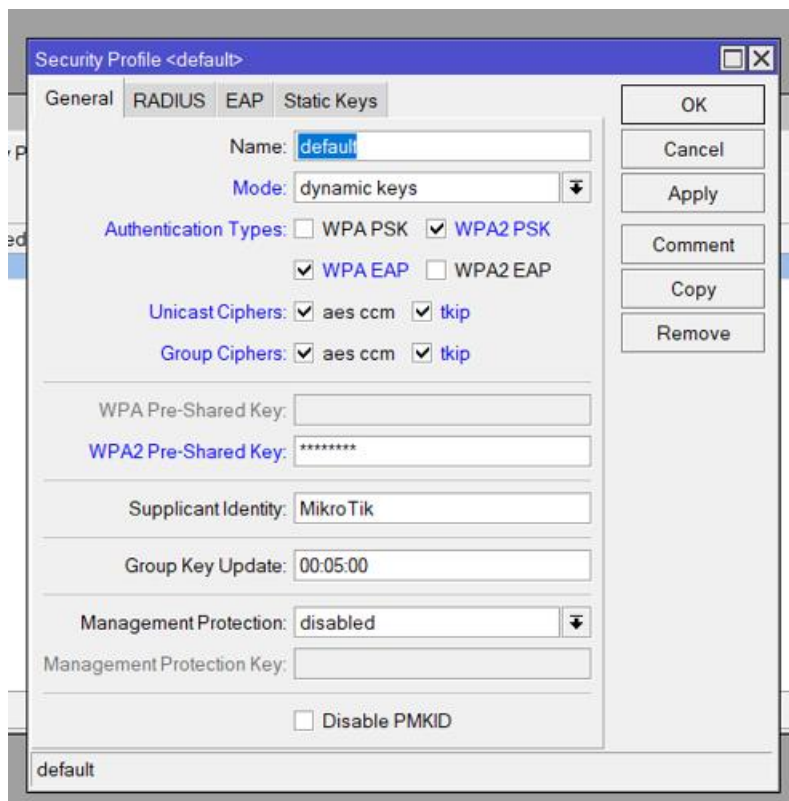 Security Profile <default>
General RADIUS EAP Static Keys
OK
Name: default
Cancel
Mode: dynamic keys
Apply
Authentication Types: WPA PSK WPA2 PSK
Comment
WPA EAP WPA2 EAP
Copy
Unicast Ciphers: aes ccm tkip
Remove
Group Ciphers: aes ccm tkip
WPA Pre-Shared Key:
WPA2 Pre-Shared Key: ********
Supplicant Identity: MikroTik
Group Key Update: 00:05:00
Management Protection: disabled
Management Protection Key:
Disable PMKID
default